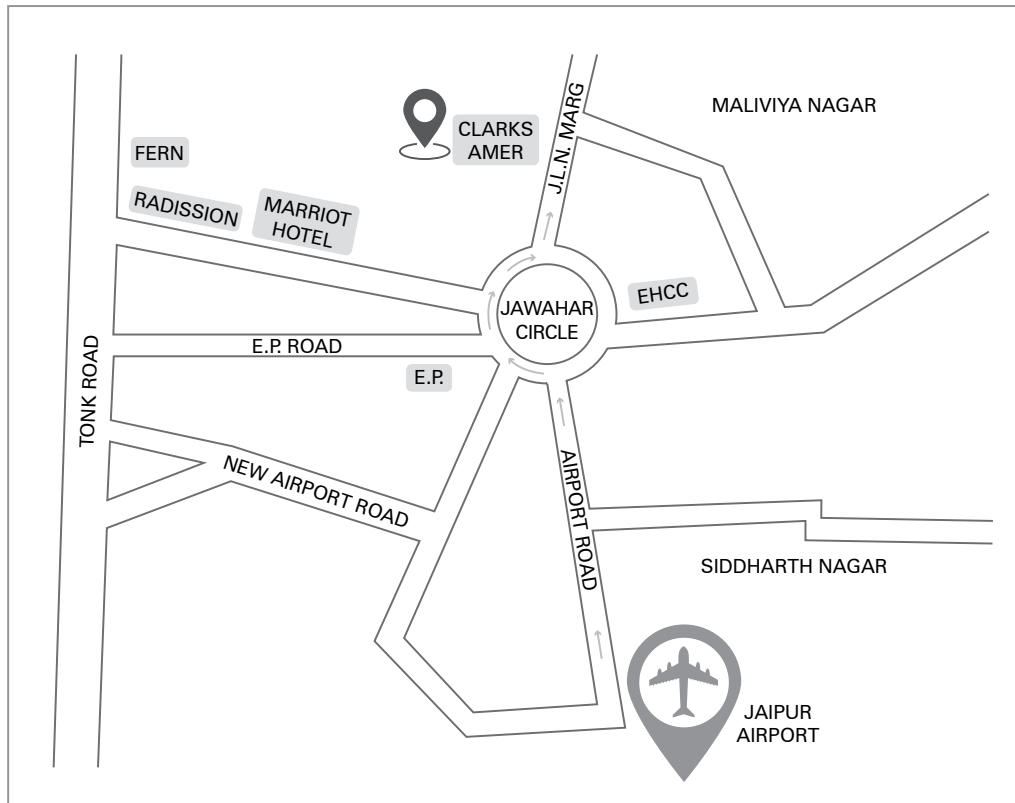 MALIVIYA NAGAR
J.L.N. MARG
CLARKS
AMER
FERN
RADISSION
MARRIOT
HOTEL
EHCC
JAWAHAR
CIRCLE
E.P. ROAD
E.P.
TONK ROAD
NEW AIRPORT ROAD
AIRPORT ROAD
SIDDHARTH NAGAR
JAIPUR
AIRPORT